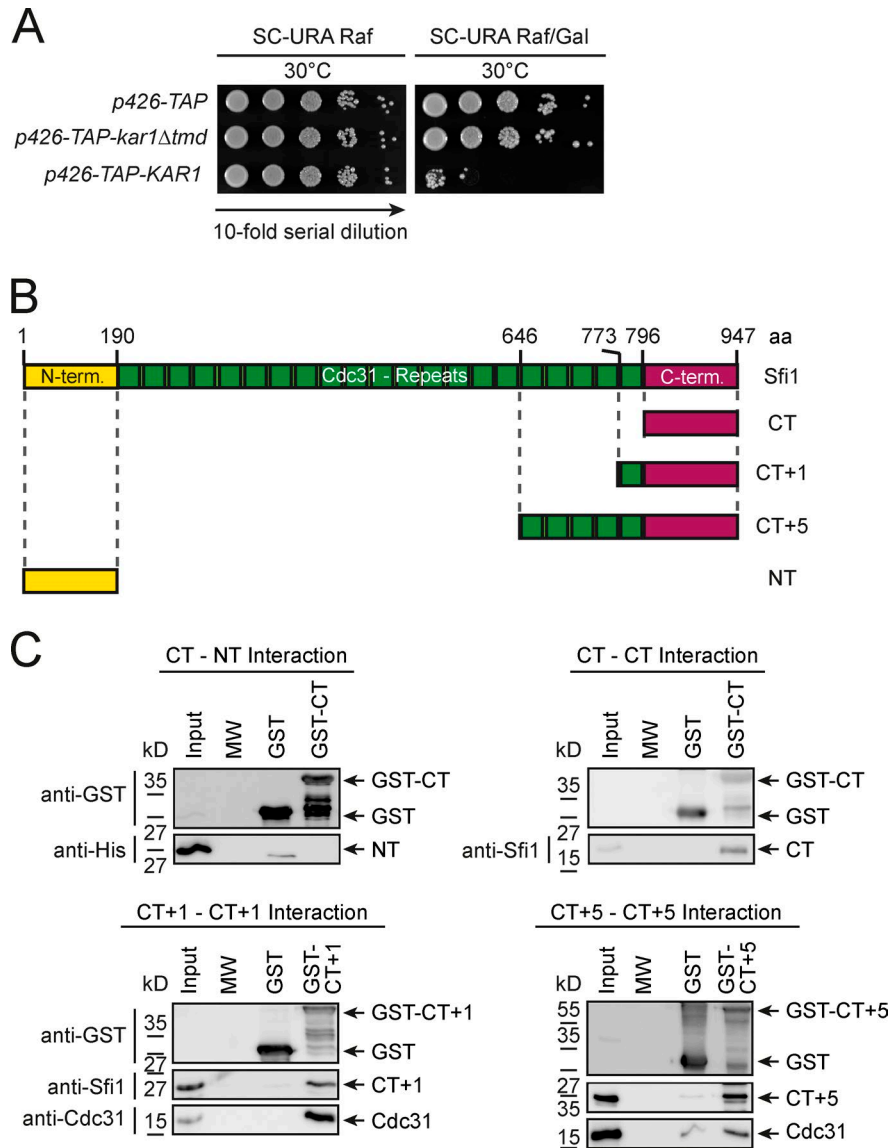 A
SC-URA Raf
SC-URA Raf/Gal
30°C
30°C
p426-TAP
p426-TAP-kar1Δtmd
p426-TAP-KAR1
10-fold serial dilution
B
1 190 646 773 796 947 aa
N-term. Cdc31 - Repeats C-term. Sfi1
CT
CT+1
CT+5
NT
C
CT - NT Interaction
Input MW GST GST-CT
kD
anti-GST 35 GST-CT
GST
27
anti-His NT
27
CT - CT Interaction
Input MW GST GST-CT
kD
35 GST-CT
GST
27
anti-Sfi1 15 CT
CT+1 - CT+1 Interaction
Input MW GST GST-
CT+1
kD
anti-GST 35 GST-CT+1
GST
27
anti-Sfi1 27 CT+1
anti-Cdc31 15 Cdc31
CT+5 - CT+5 Interaction
Input MW GST GST-
CT+5
kD
55 GST-CT+5
35
GST
27
35 CT+5
15 Cdc31